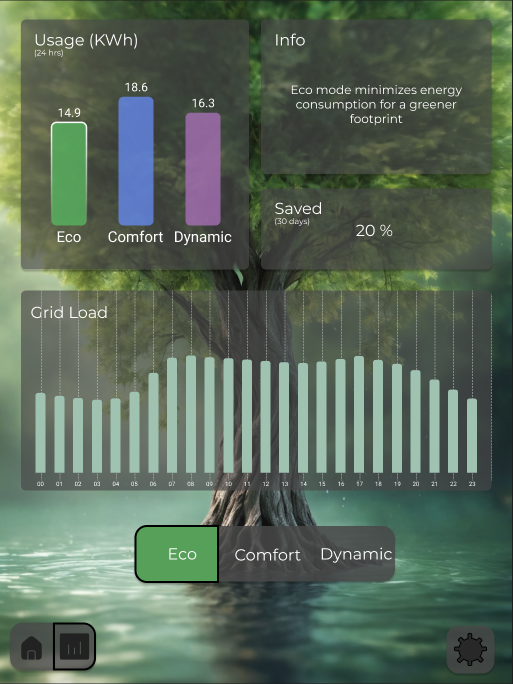 Usage (KWh)
(24 hrs)
14.9
18.6
16.3
Eco
Comfort
Dynamic
Info
Eco mode minimizes energy
consumption for a greener
footprint
Saved
(30 days)
20 %
Grid Load
00 01 02 03 04 05 06 07 08 09 10 11 12 13 14 15 16 17 18 19 20 21 22 23
Eco
Comfort
Dynamic